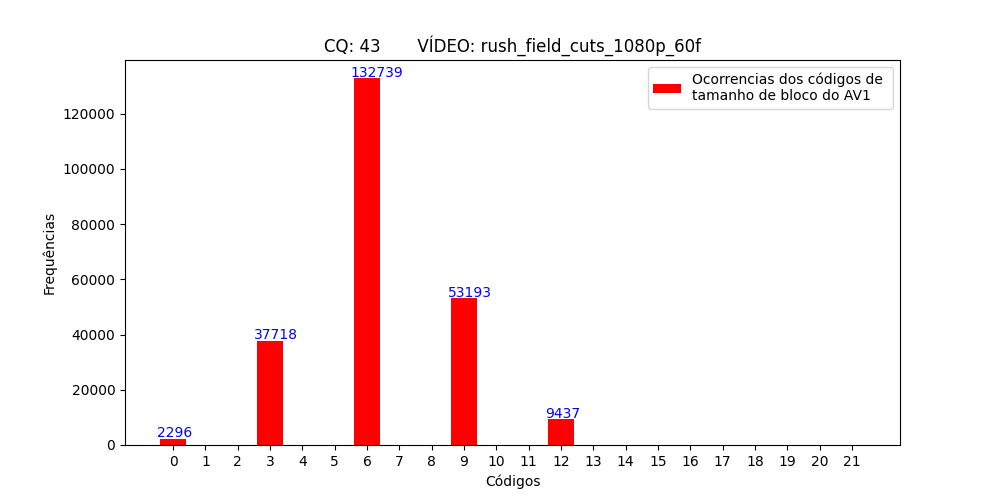 CQ: 43 VÍDEO: rush_field_cuts_1080p_60f
Ocorrencias dos códigos de
tamanho de bloco do AV1
132739
120000
100000
80000
60000
40000
20000
0
Frequências
2296
37718
53193
9437
0 1 2 3 4 5 6 7 8 9 10 11 12 13 14 15 16 17 18 19 20 21
Códigos